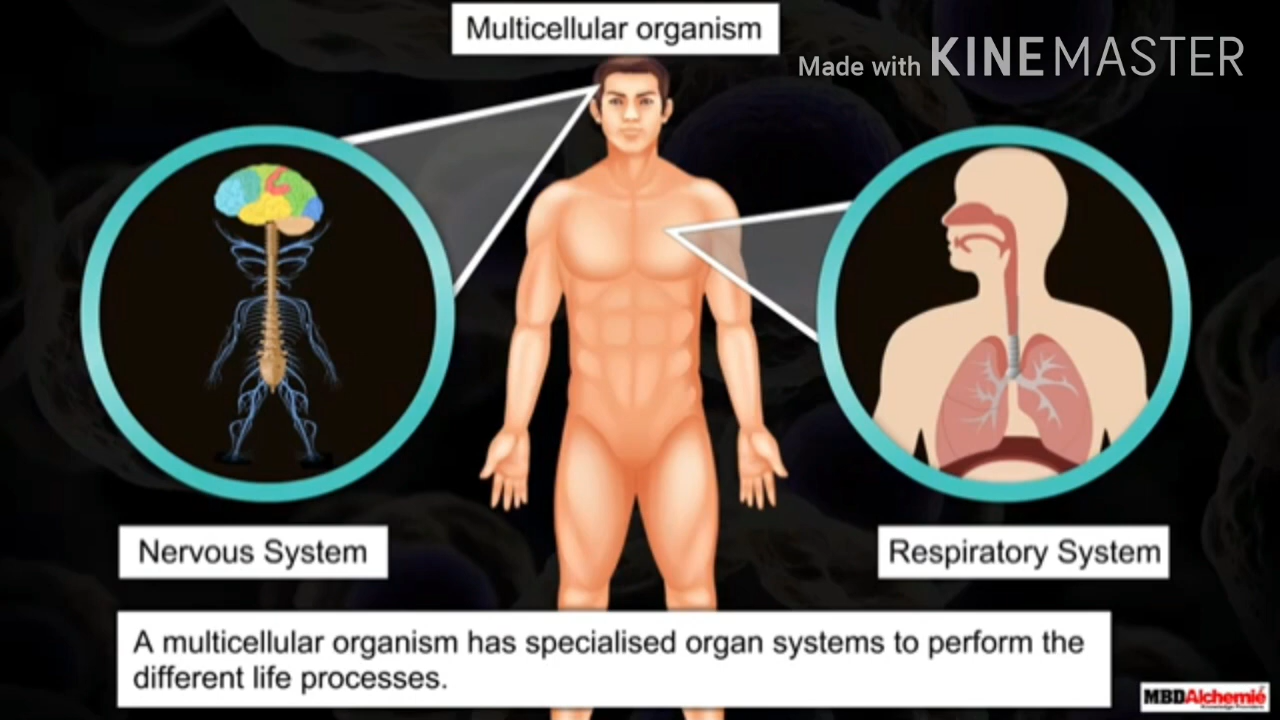 Multicellular organism
Made with KINEMASTER
Nervous System
Respiratory System
A multicellular organism has specialised organ systems to perform the
different life processes.
MBDAlchemie